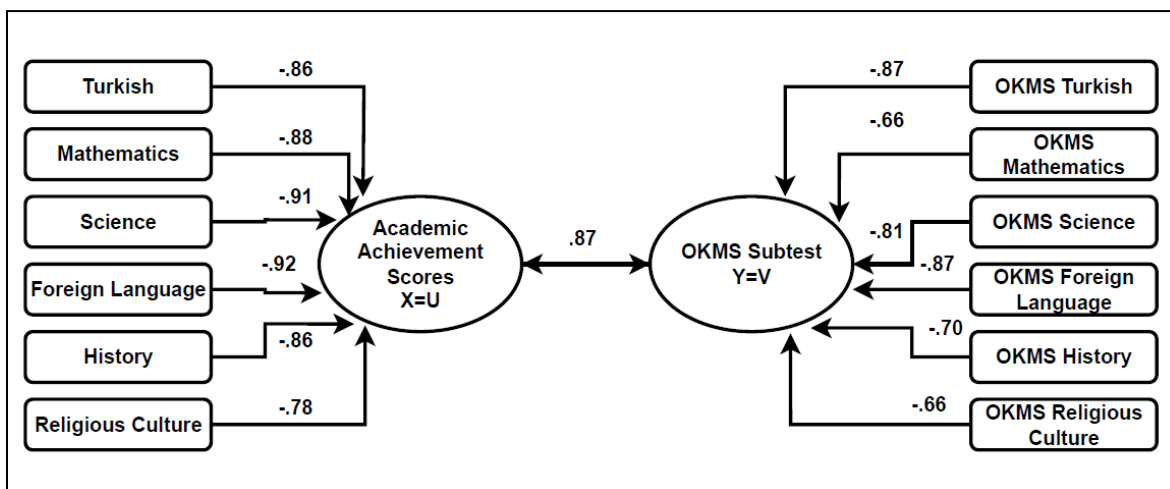 Turkish
-.86
Mathematics
-.88
Science
-.91
Foreign Language
-.92
History
-.86
Religious Culture
-.78
Academic
Achievement
Scores
X=U
.87
OKMS Subtest
Y=V
-.87
OKMS Turkish
-.66
OKMS
Mathematics
-.81
OKMS Science
-.87
OKMS Foreign
Language
-.70
OKMS History
-.66
OKMS Religious
Culture